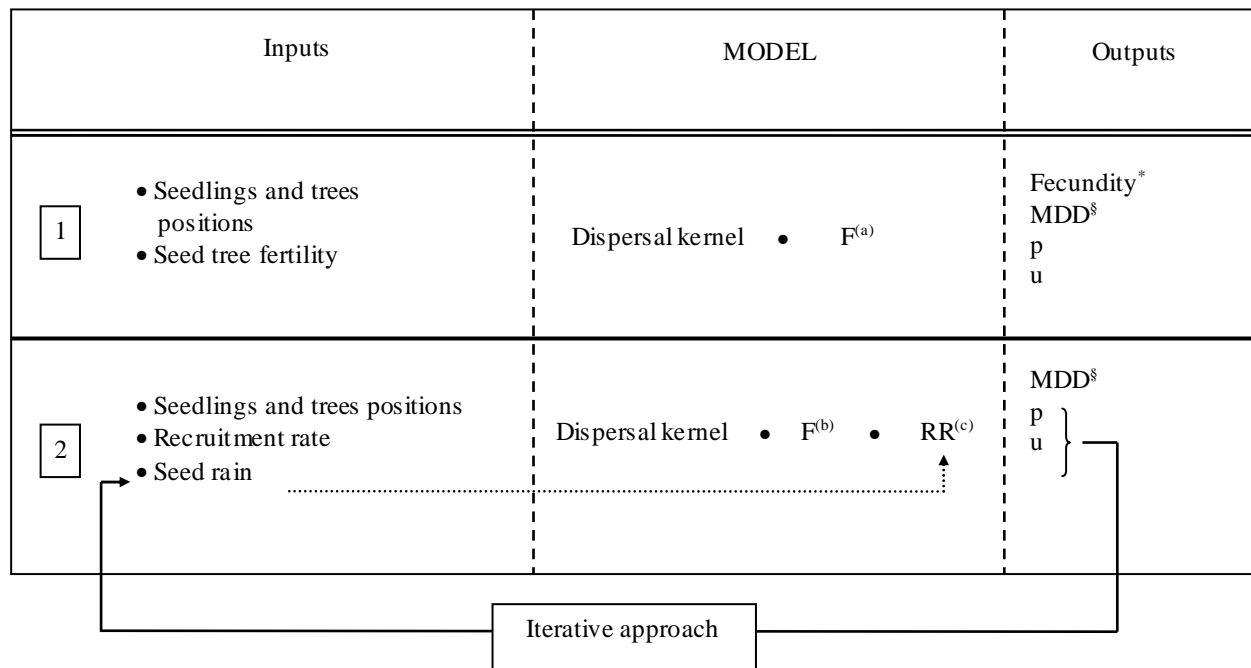 Inputs MODEL Outputs
1
• Seedlings and trees
positions
• Seed tree fertility
Dispersal kernel • F(a)
Fecundity*
MDD§
p
u
2
• Seedlings and trees positions
• Recruitment rate
• Seed rain
Dispersal kernel • F(b) • RR(c)
MDD§
p
u
Iterative approach